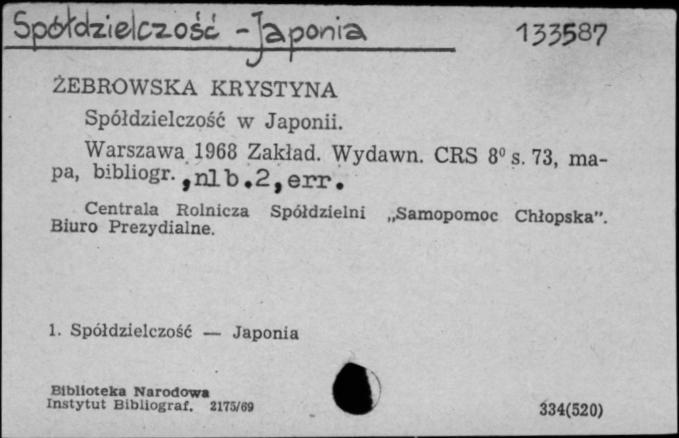 Spółdzielczość - Japonia 133587
ŻEBROWSKA KRYSTYNA
Spółdzielczość w Japonii.
Warszawa 1968 Zakład. Wydawn. CRS 8° s. 73, ma-
pa, bibliogr. ,nlb.2,err.
Centrala Rolnicza Spółdzielni „Samopomoc Chłopska”.
Biuro Prezydialne.
1. Spółdzielczość — Japonia
Biblioteka Narodowa
Instytut Bibliograf. 2175/69 334(520)